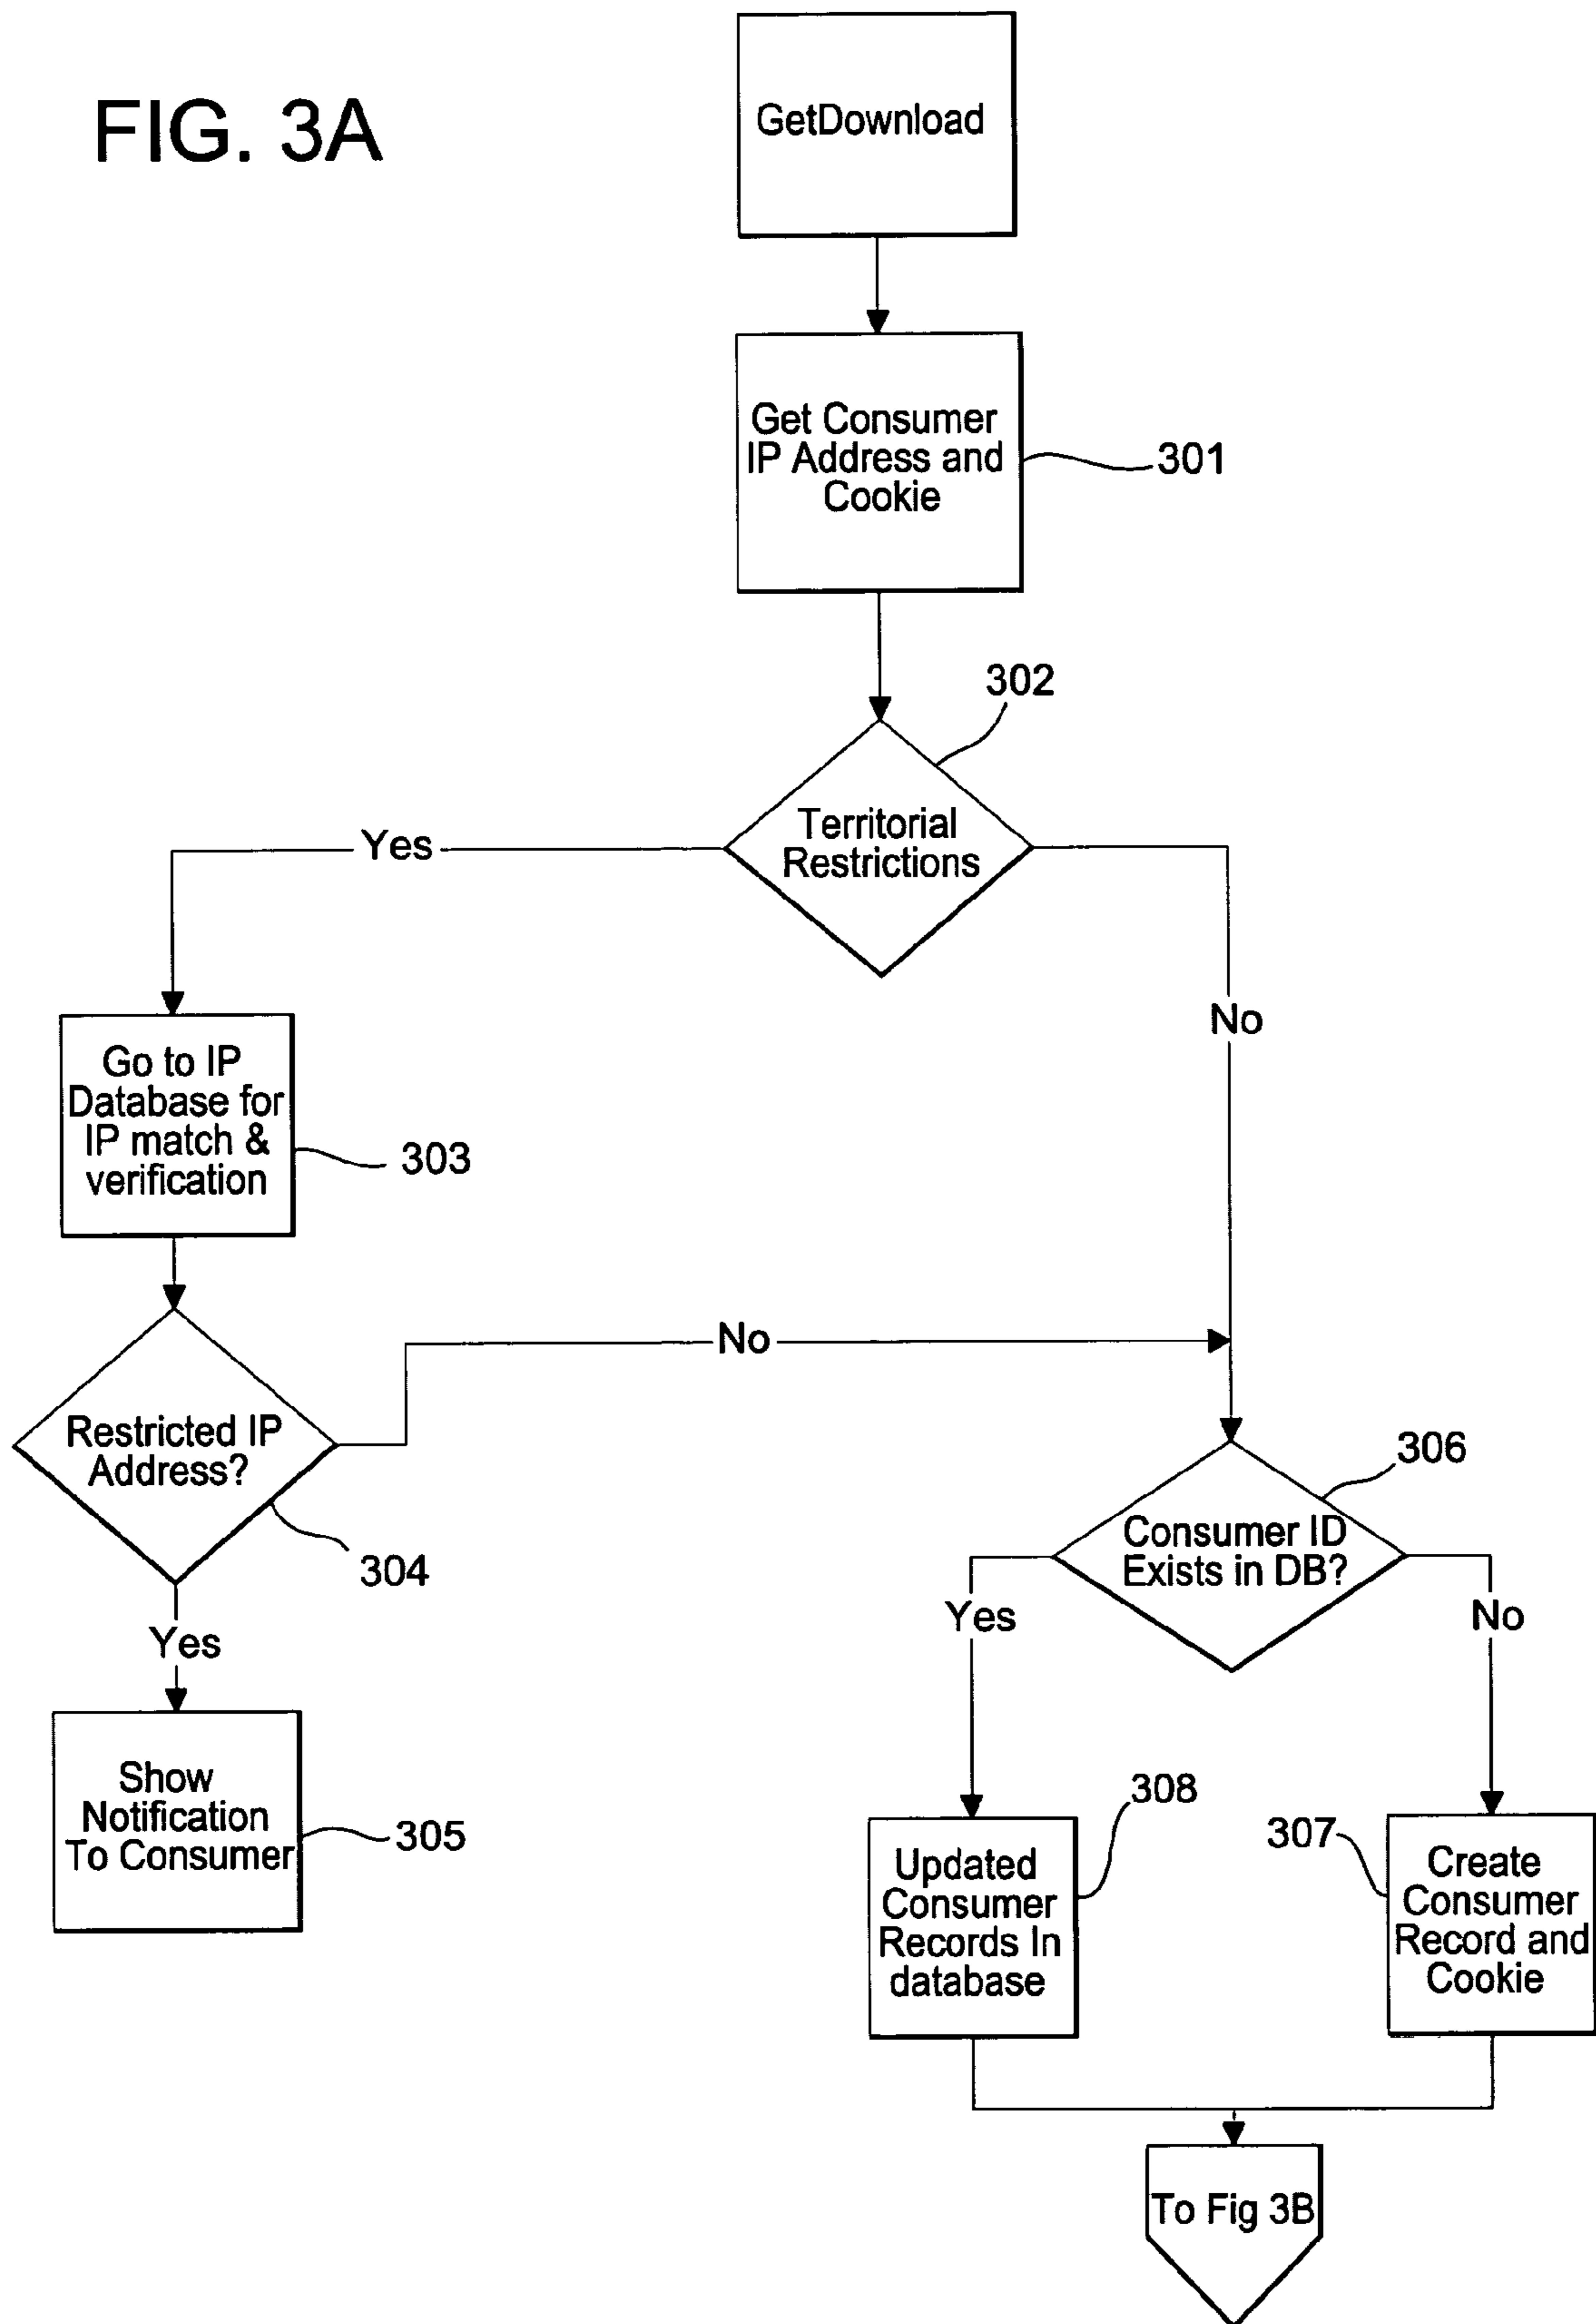 FIG. 3A
GetDownload
Get Consumer
IP Address and
Cookie
301
302
Territorial
Restrictions
Yes
No
Go to IP
Database for
IP match &
verification
303
No
Restricted IP
Address?
304
306
Consumer ID
Exists in DB?
Yes
Yes
No
Show
Notification
To Consumer
305
308
Updated
Consumer
Records In
database
307
Create
Consumer
Record and
Cookie
To Fig 3B